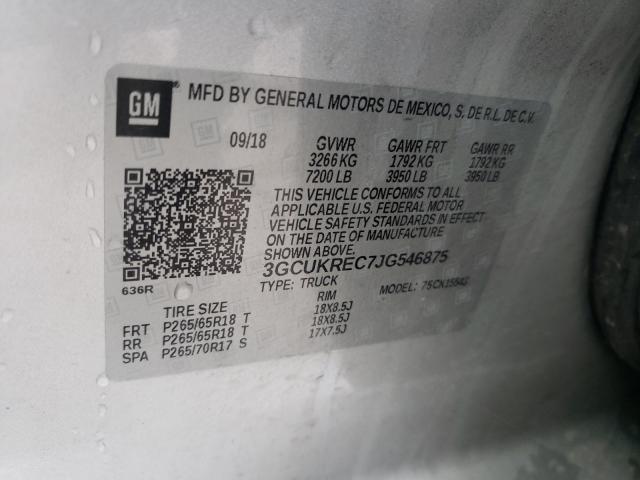 GM
MFD BY GENERAL MOTORS DE MEXICO, S. DE R.L. DE C.V.
09/18 GVWR GAWR FRT GAWR RR
3266 KG 1792 KG 1792 KG
7200 LB 3950 LB 3950 LB
THIS VEHICLE CONFORMS TO ALL
APPLICABLE U.S. FEDERAL MOTOR
VEHICLE SAFETY STANDARDS IN EFFECT
ON THE DATE OF MANUFACTURE
SHOWN ABOVE.
3GCUKREC7JG546875
636R
TYPE: TRUCK MODEL:
TIRE SIZE RIM
FRT P265/65R18 T 18X8.5J
RR P265/65R18 T 18X8.5J
SPA P265/70R17 S 17X7.5J